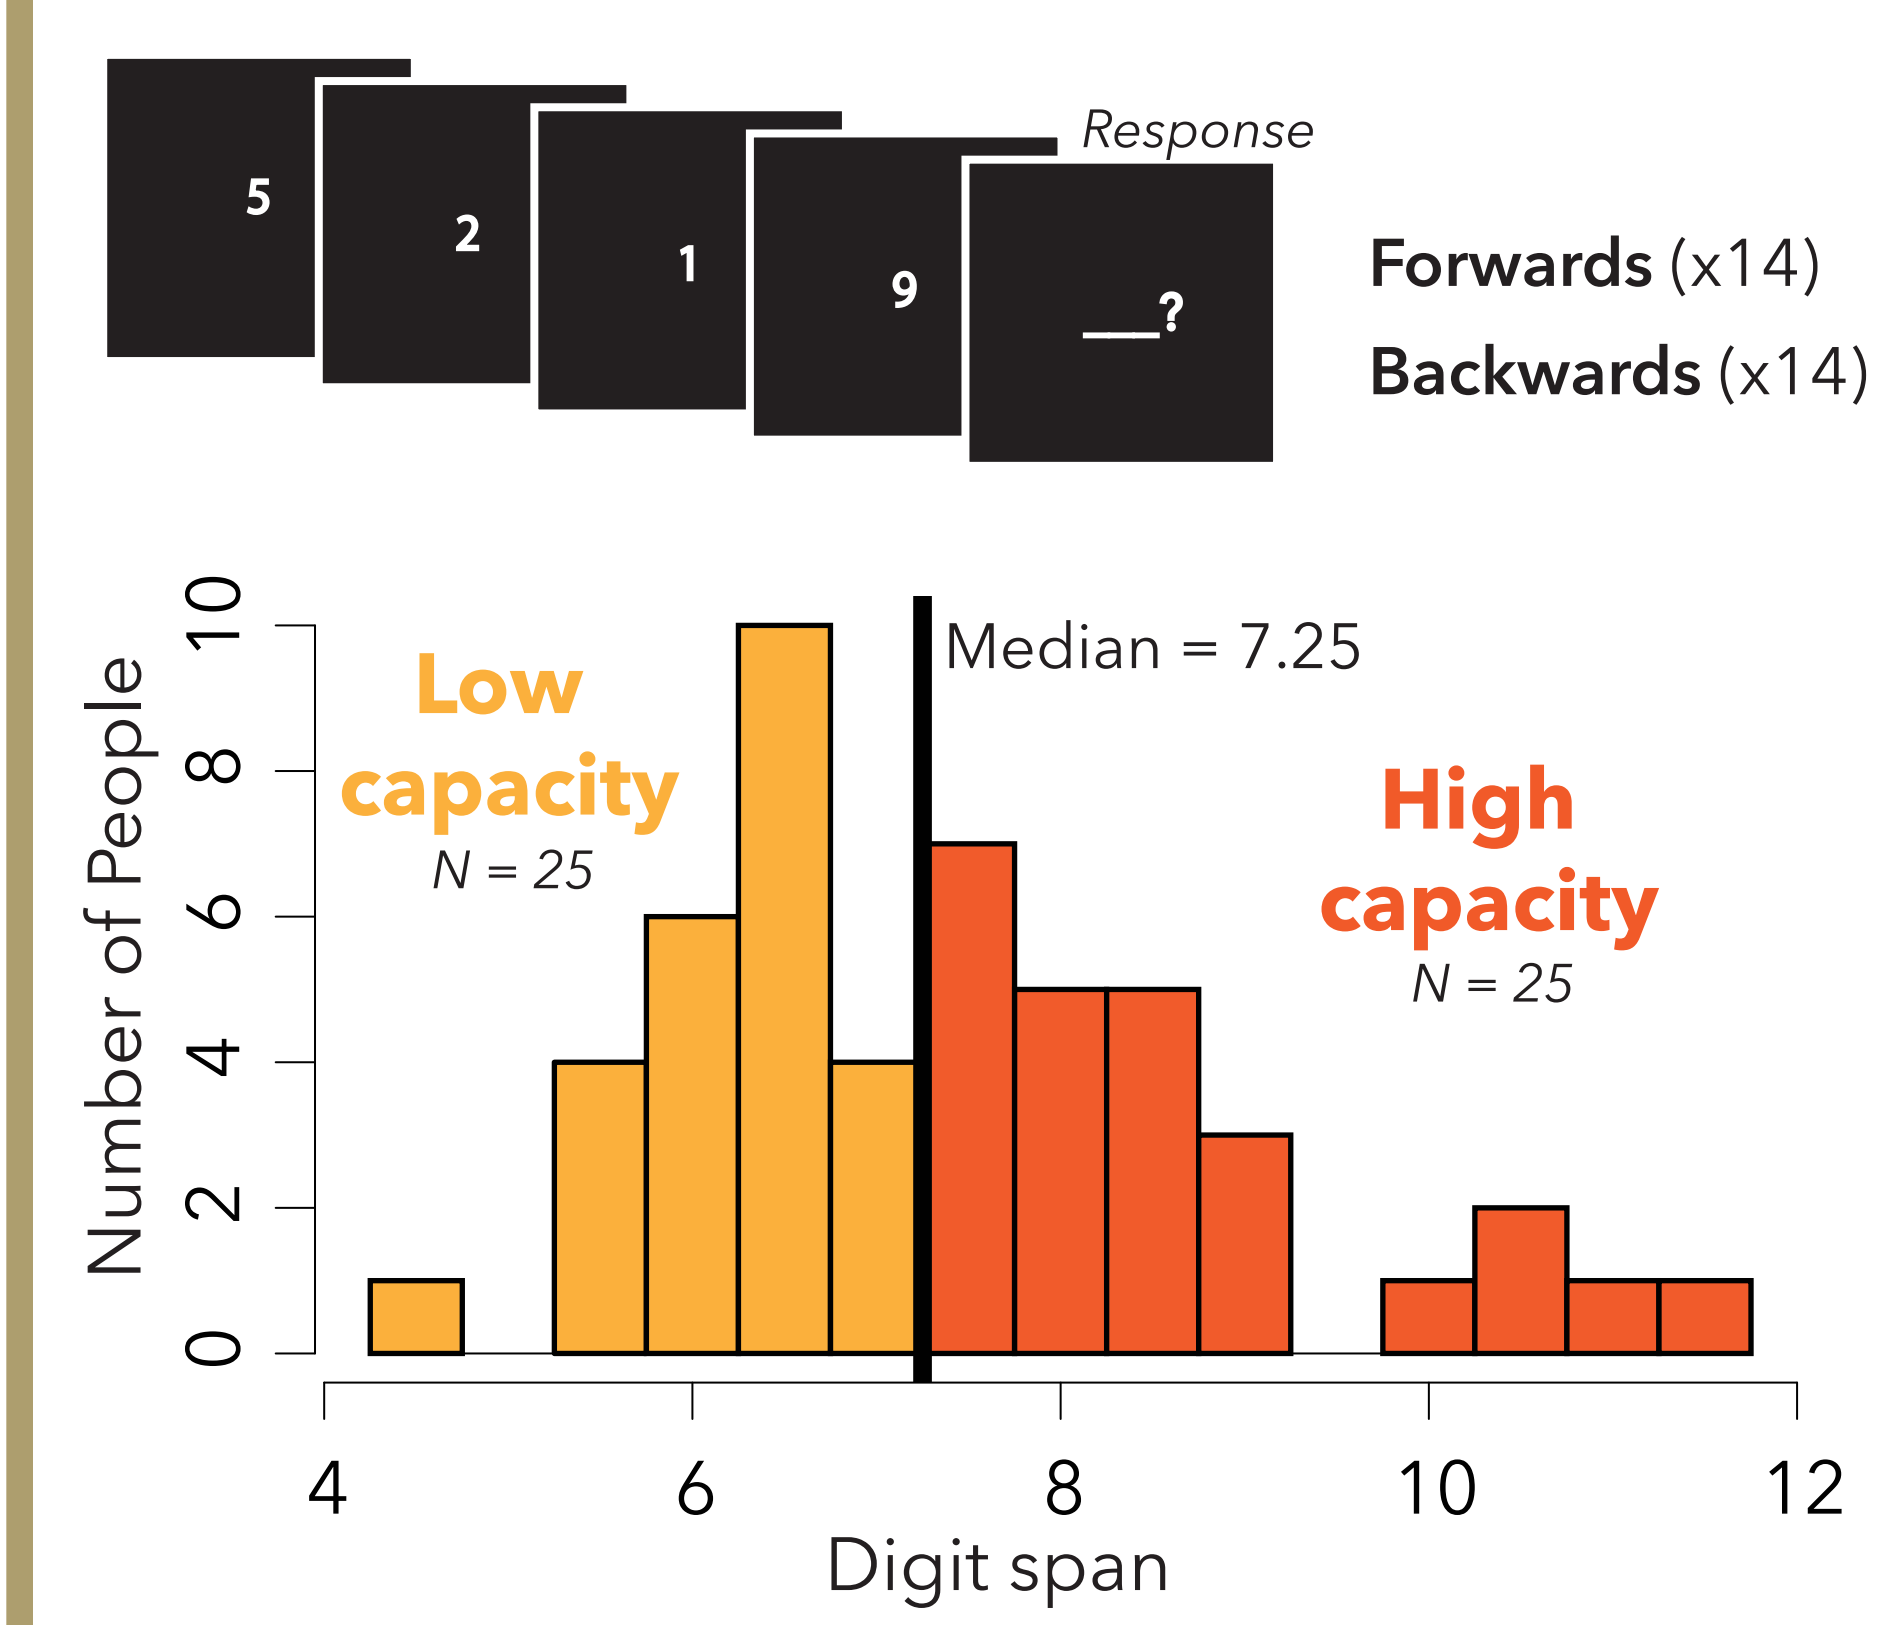 5
2
1
9
___?
Response
Forwards (x14)
Backwards (x14)
Number of People
10
8
6
4
2
0
Low
capacity
N = 25
Median = 7.25
High
capacity
N = 25
4
6
8
10
12
Digit span